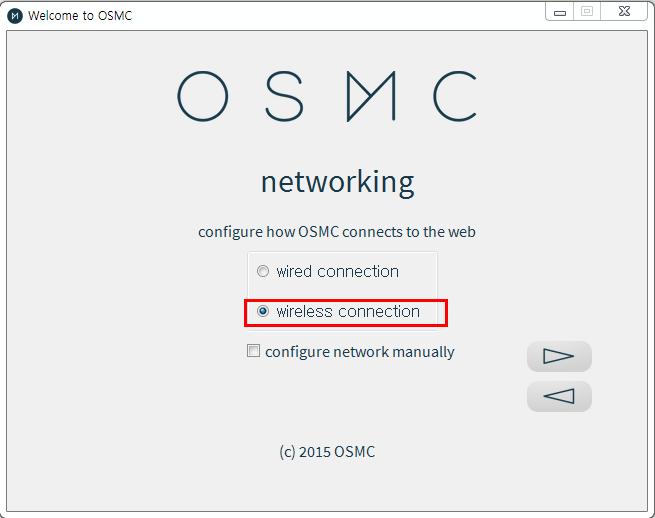 Welcome to OSMC
OSMC
networking
configure how OSMC connects to the web
wired connection
wireless connection
configure network manually
(c) 2015 OSMC